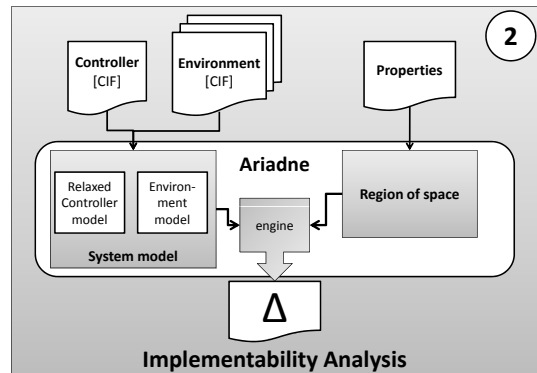 2
Controller
[CIF]
Environment
[CIF]
Properties
Ariadne
Relaxed
Controller
model
Environ-
ment
model
System model
engine
Region of space
Δ
Implementability Analysis